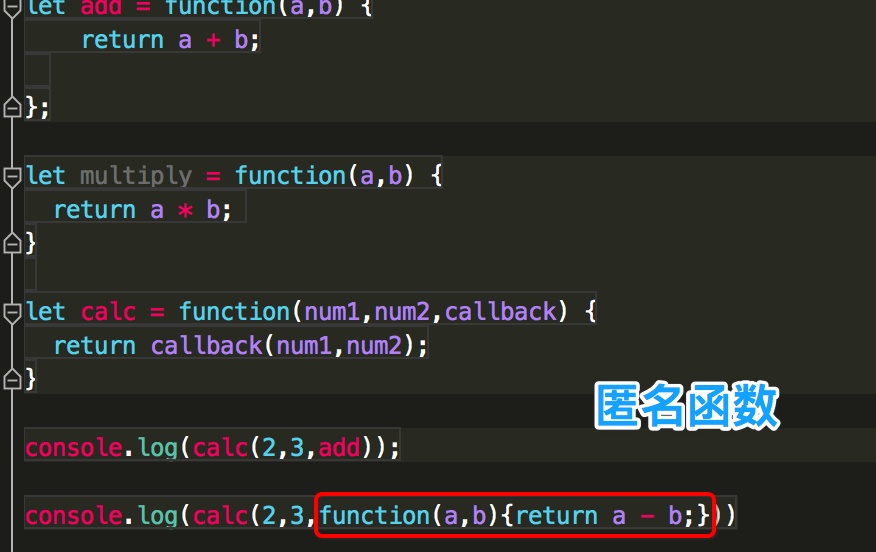 let add = function(a,b) {
    return a + b;
};
let multiply = function(a,b) {
  return a * b;
}
let calc = function(num1,num2,callback) {
  return callback(num1,num2);
}
匿名函数
console.log(calc(2,3,add));
console.log(calc(2,3,function(a,b){return a - b;}))